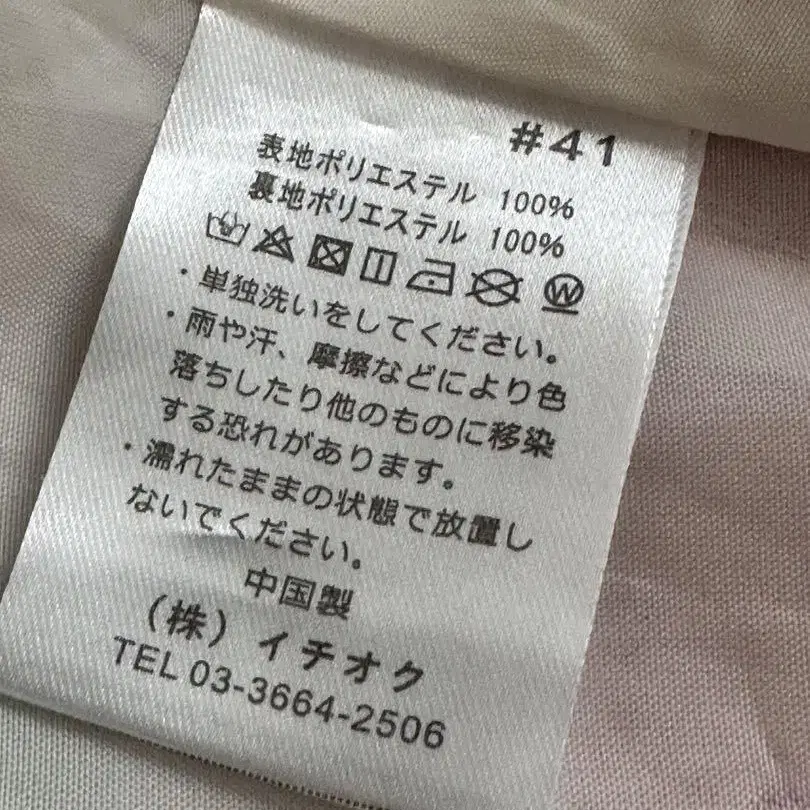 #41
表地ポリエステル 100%
裏地ポリエステル 100%
W
・単独洗いをしてください。
・雨や汗、摩擦などにより色
落ちしたり他のものに移染
する恐れがあります。
・濡れたままの状態で放置し
ないでください。
中国製
（株）イチオク
TEL 03-3664-2506